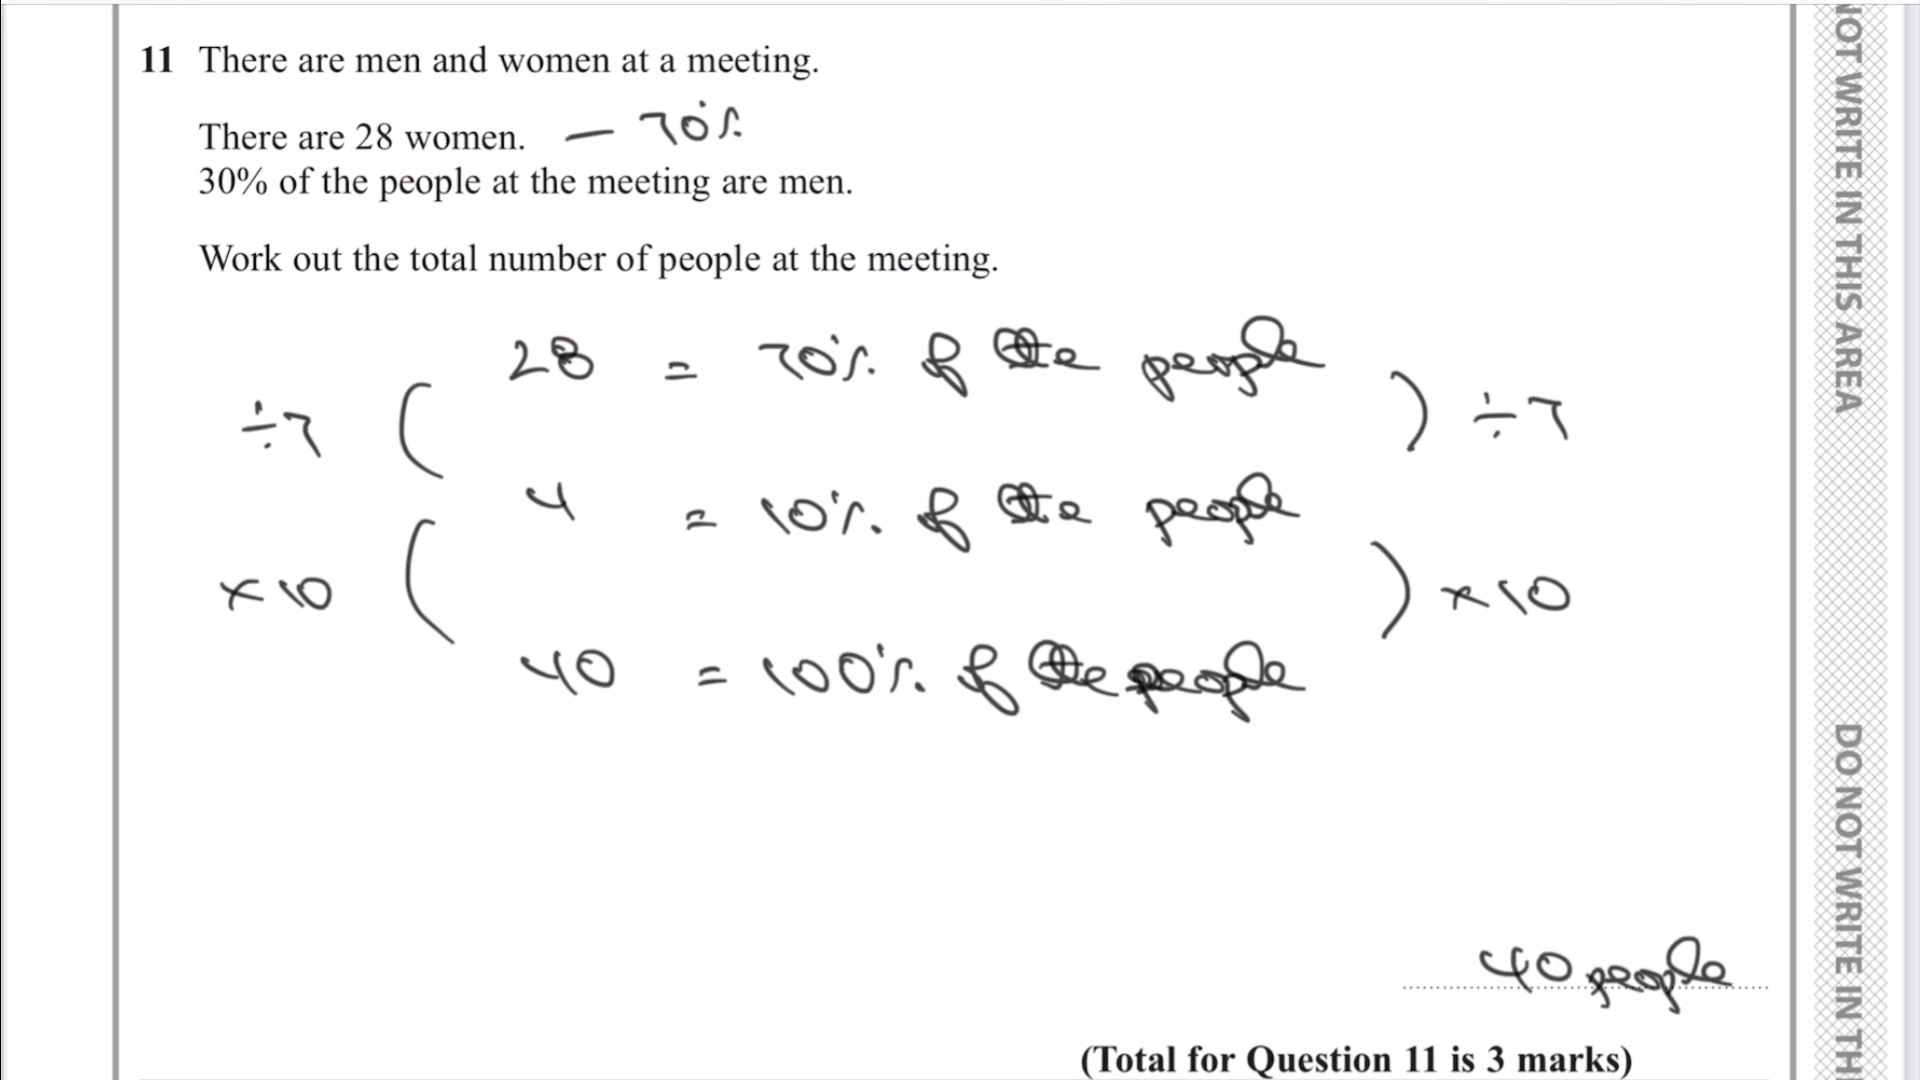 11 There are men and women at a meeting.
There are 28 women. — 70%
30% of the people at the meeting are men.
Work out the total number of people at the meeting.
28 = 70% of the people
÷7 ( ) ÷7
4 = 10% of the people
×10 ( ) ×10
40 = 100% of the people
40 people
(Total for Question 11 is 3 marks)
NOT WRITE IN THIS AREA
DO NOT WRITE IN TH